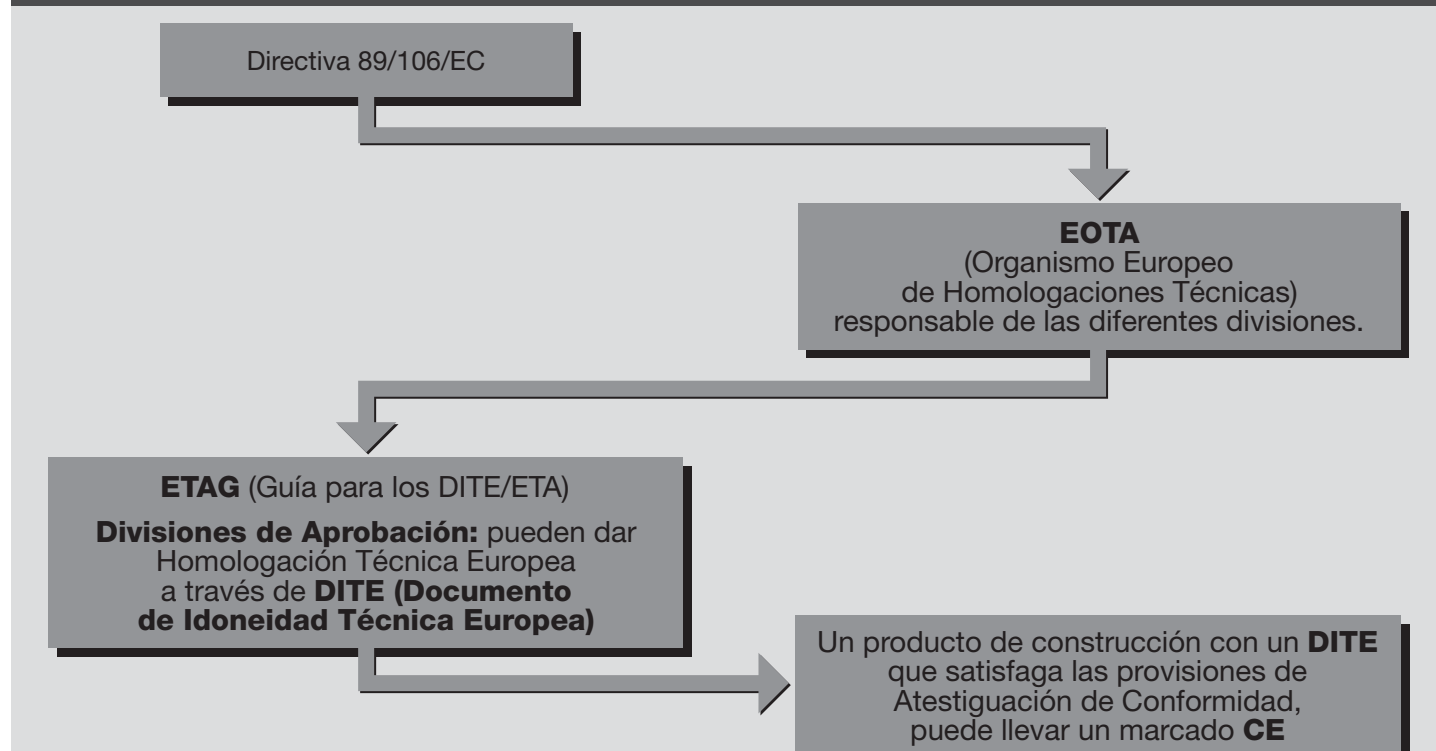 Directiva 89/106/EC
EOTA
(Organismo Europeo
de Homologaciones Técnicas)
responsable de las diferentes divisiones.
ETAG (Guía para los DITE/ETA)
Divisiones de Aprobación: pueden dar
Homologación Técnica Europea
a través de DITE (Documento
de Idoneidad Técnica Europea)
Un producto de construcción con un DITE
que satisfaga las provisiones de
Atestiguación de Conformidad,
puede llevar un marcado CE